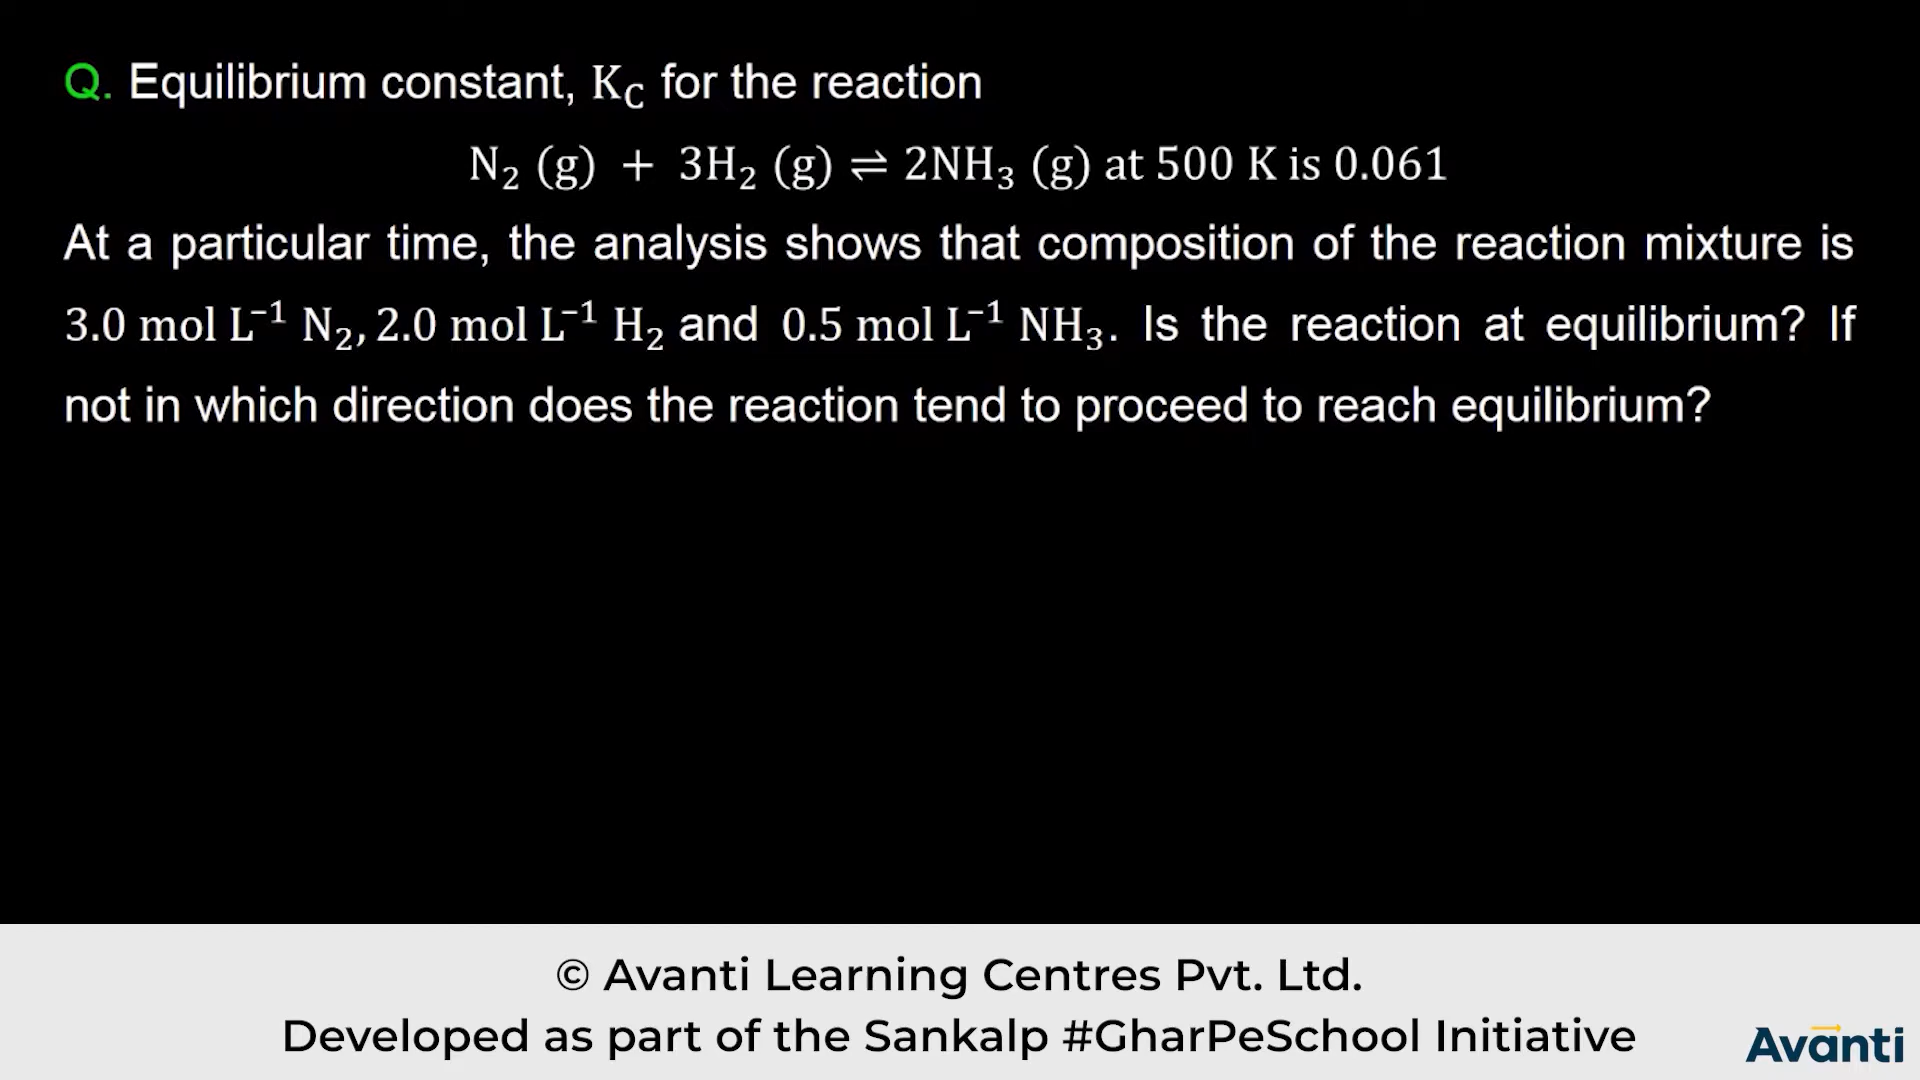 Q. Equilibrium constant, K_C for the reaction
N₂ (g) + 3H₂ (g) ⇌ 2NH₃ (g) at 500 K is 0.061
At a particular time, the analysis shows that composition of the reaction mixture is
3.0 mol L⁻¹ N₂, 2.0 mol L⁻¹ H₂ and 0.5 mol L⁻¹ NH₃. Is the reaction at equilibrium? If
not in which direction does the reaction tend to proceed to reach equilibrium?
© Avanti Learning Centres Pvt. Ltd.
Developed as part of the Sankalp #GharPeSchool Initiative
Avanti